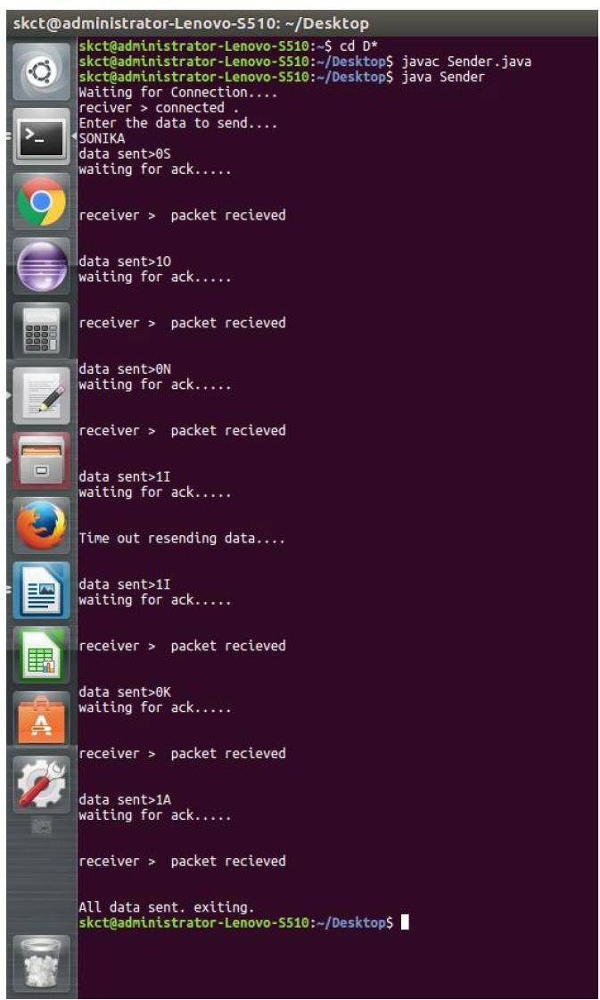 skct@administrator-Lenovo-S510: ~/Desktop
skct@administrator-Lenovo-S510:~$ cd D*
skct@administrator-Lenovo-S510:~/Desktop$ javac Sender.java
skct@administrator-Lenovo-S510:~/Desktop$ java Sender
Waiting for Connection....
reciver > connected .
Enter the data to send....
SONIKA
data sent>0S
waiting for ack.....
receiver >  packet recieved
data sent>1O
waiting for ack.....
receiver >  packet recieved
data sent>0N
waiting for ack.....
receiver >  packet recieved
data sent>1I
waiting for ack.....
Time out resending data....
data sent>1I
waiting for ack.....
receiver >  packet recieved
data sent>0K
waiting for ack.....
receiver >  packet recieved
data sent>1A
waiting for ack.....
receiver >  packet recieved
All data sent. exiting.
skct@administrator-Lenovo-S510:~/Desktop$